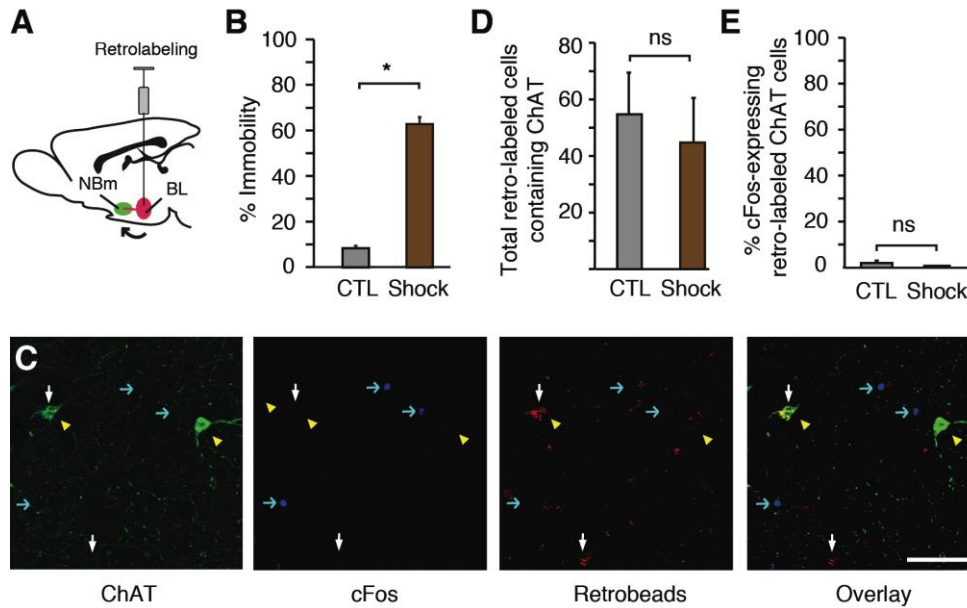 A
Retrolabeling
NBm
BL
B
% Immobility
100
80
60
40
20
0
*
CTL
Shock
D
Total retro-labeled cells
containing ChAT
80
60
40
20
ns
CTL
Shock
E
% cFos-expressing
retro-labeled ChAT cells
100
80
60
40
20
0
ns
CTL
Shock
C
ChAT
cFos
Retrobeads
Overlay